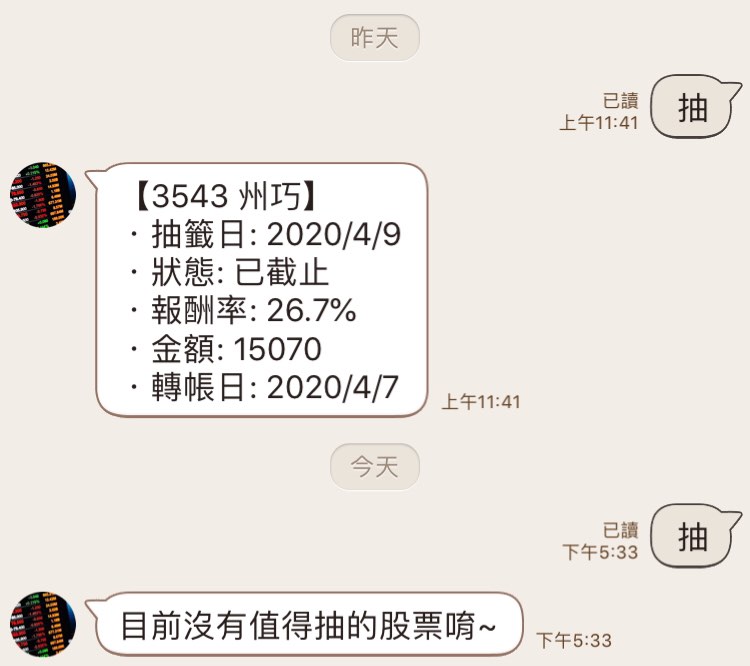 昨天
抽
已讀
上午11:41
【3543 州巧】
· 抽籤日: 2020/4/9
· 狀態: 已截止
· 報酬率: 26.7%
· 金額: 15070
· 轉帳日: 2020/4/7
上午11:41
今天
抽
已讀
下午5:33
目前沒有值得抽的股票唷~
下午5:33